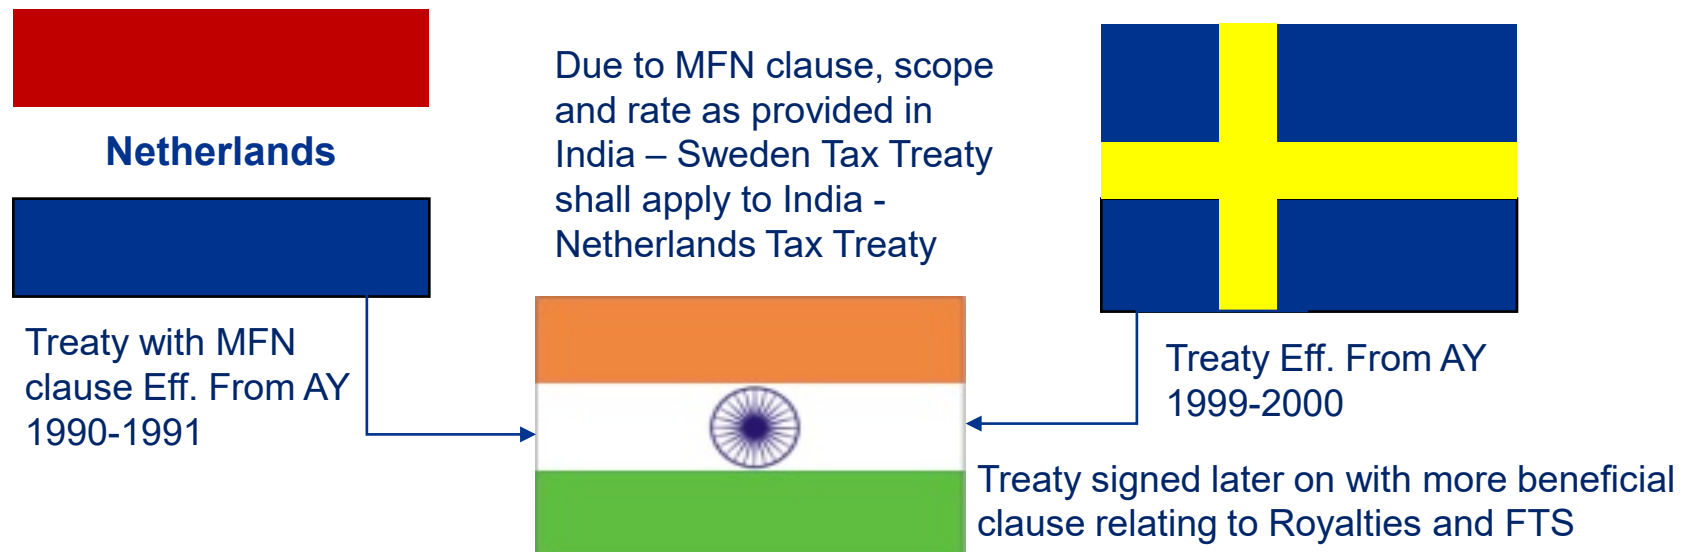 Netherlands
Due to MFN clause, scope
and rate as provided in
India – Sweden Tax Treaty
shall apply to India -
Netherlands Tax Treaty
Treaty with MFN
clause Eff. From AY
1990-1991
Treaty Eff. From AY
1999-2000
Treaty signed later on with more beneficial
clause relating to Royalties and FTS